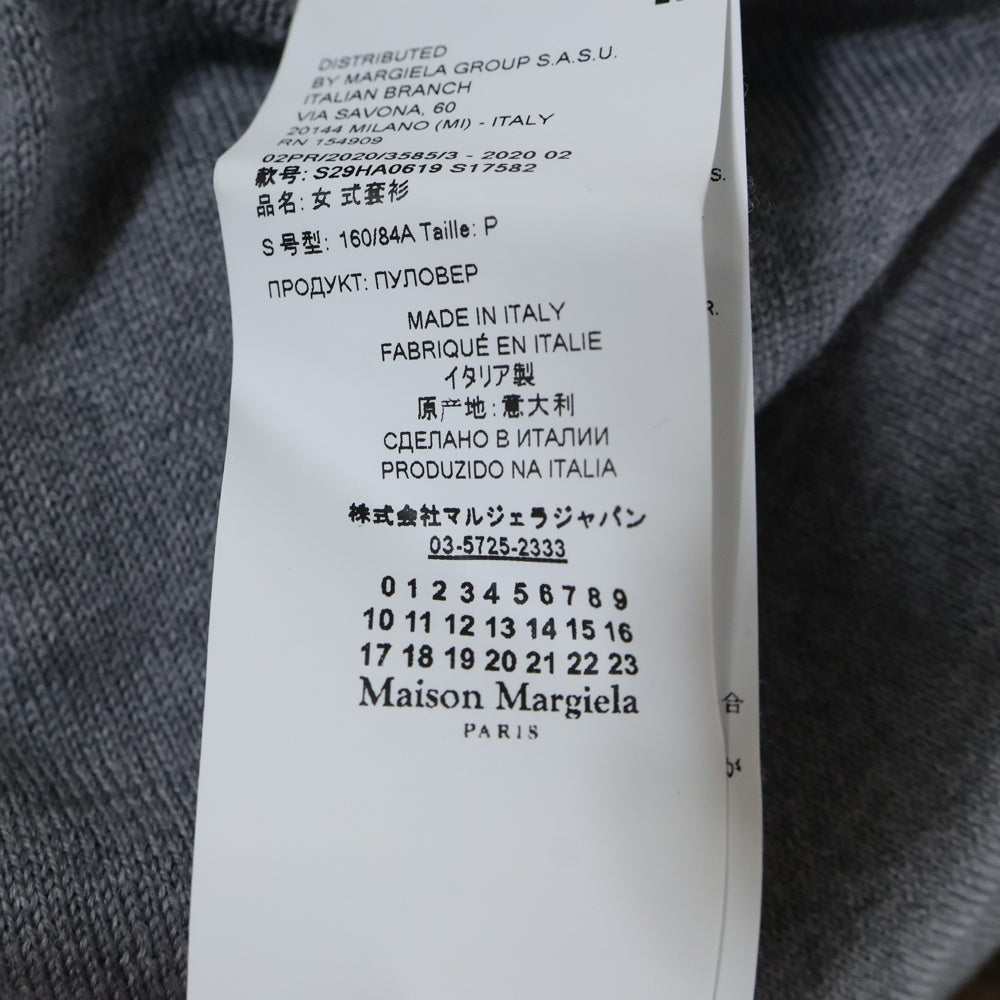 DISTRIBUTED
BY MARGIELA GROUP S.A.S.U.
ITALIAN BRANCH
VIA SAVONA, 60
20144 MILANO (MI) - ITALY
RN 154909
02PR/2020/3585/3 - 2020 02
款号: S29HA0619 S17582
品名: 女 式套衫
S 号型: 160/84A Taille: P
ПРОДУКТ: ПУЛОВЕР
MADE IN ITALY
FABRIQUÉ EN ITALIE
イタリア製
原产地: 意大利
СДЕЛАНО В ИТАЛИИ
PRODUZIDO NA ITALIA
株式会社マルジェラジャパン
03-5725-2333
0 1 2 3 4 5 6 7 8 9
10 11 12 13 14 15 16
17 18 19 20 21 22 23
Maison Margiela
PARIS
S.
R.
合